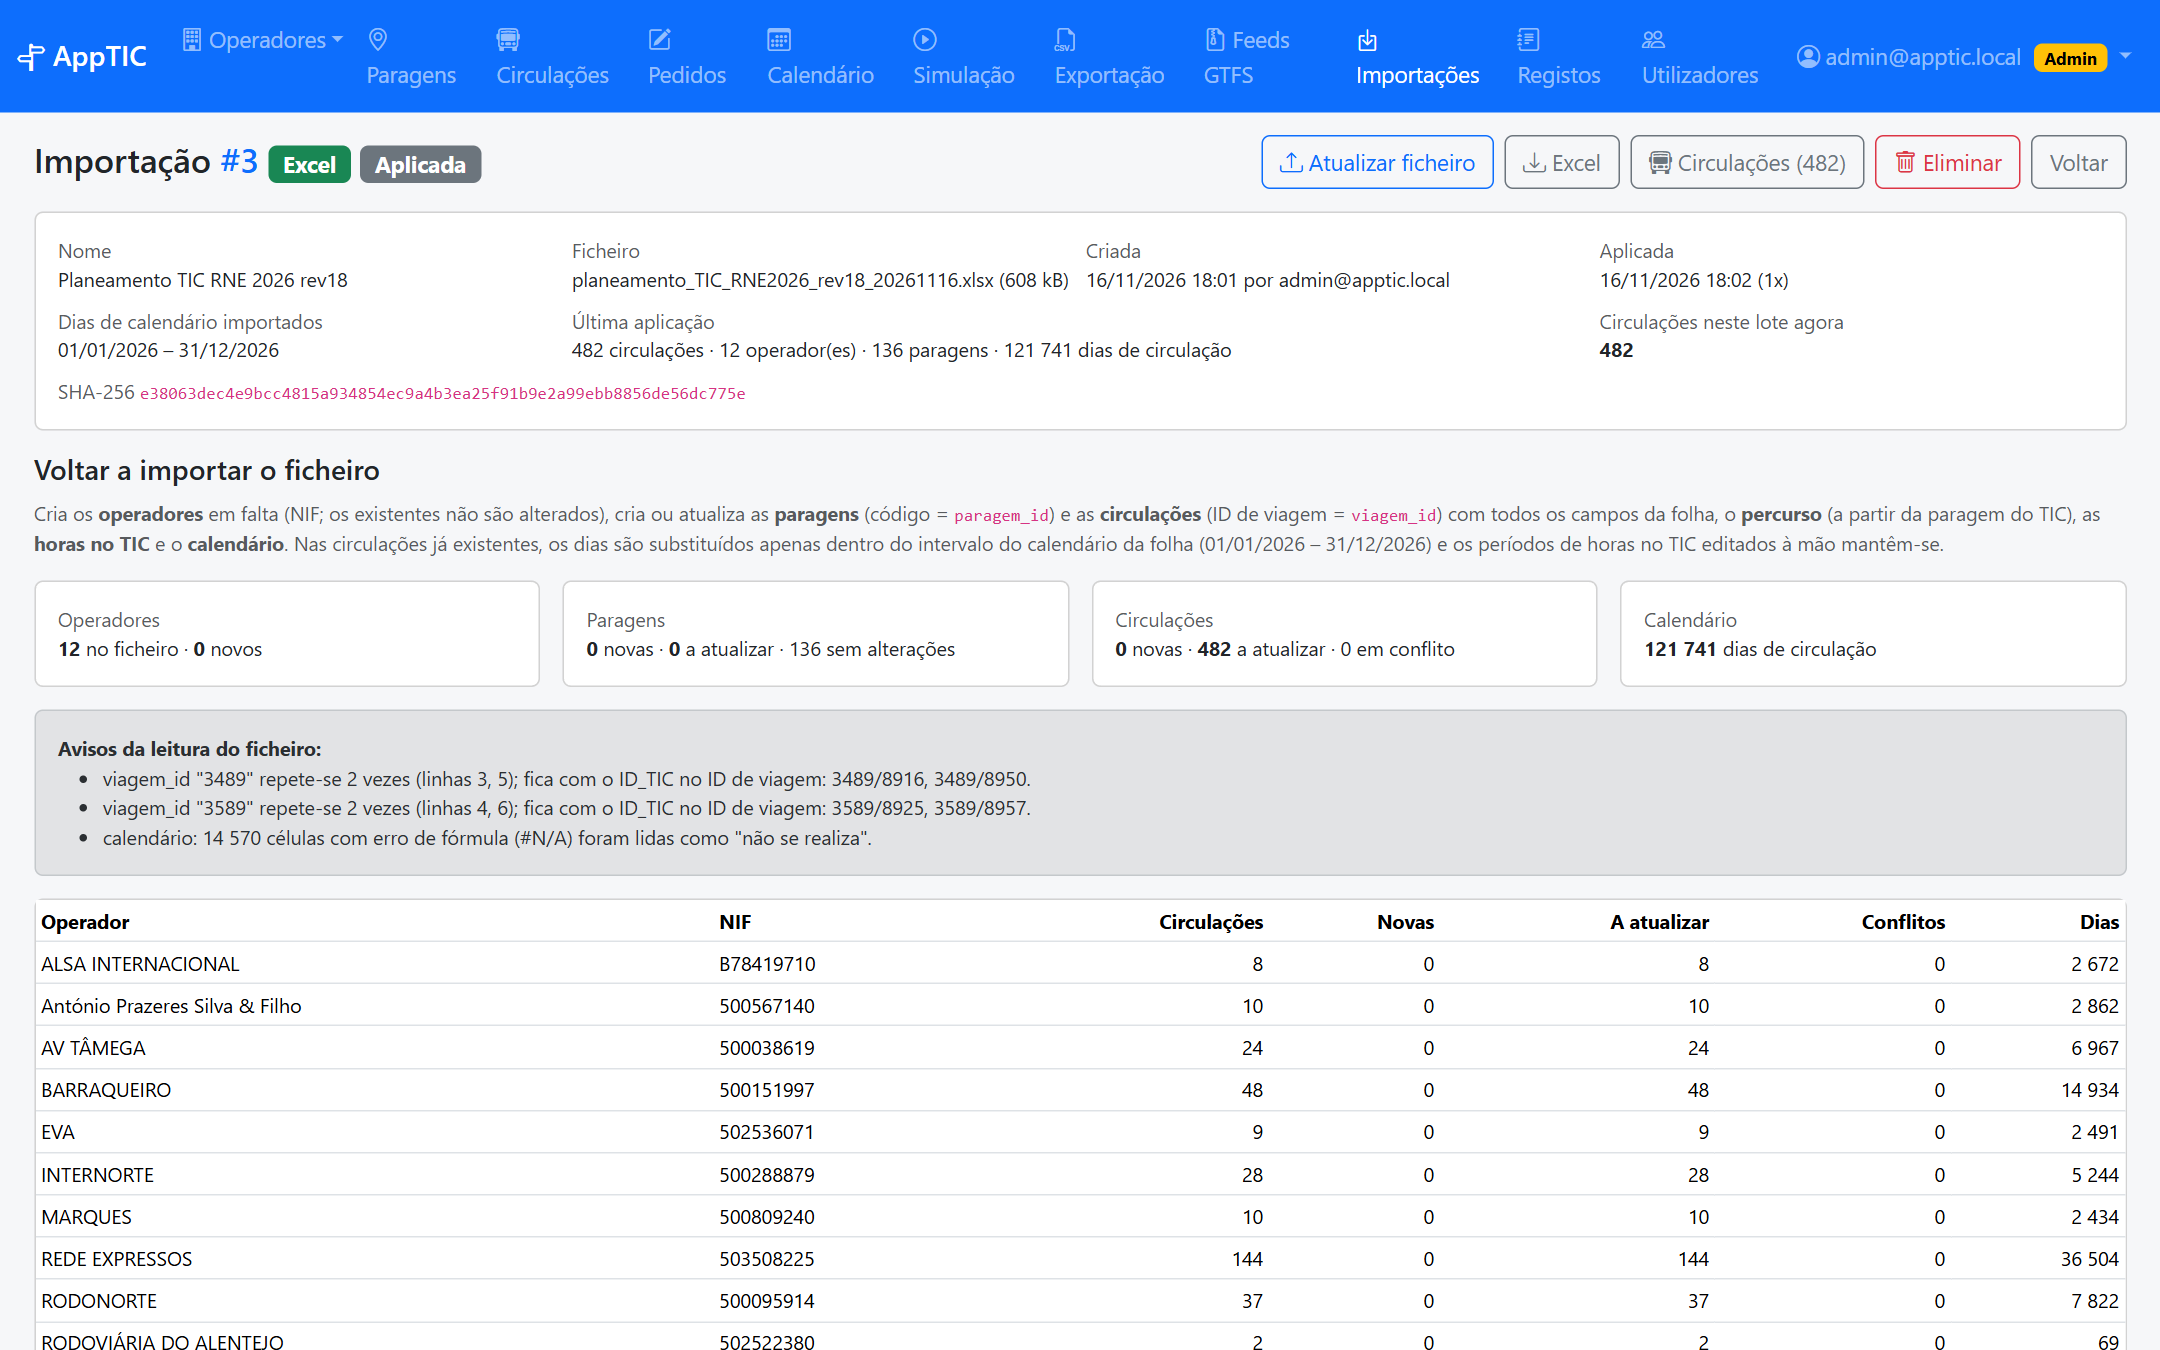 AppTIC
Operadores
Paragens
Circulações
Pedidos
Calendário
Simulação
Exportação
Feeds GTFS
Importações
Registos
Utilizadores
admin@apptic.local Admin
Importação #3 Excel Aplicada
Atualizar ficheiro
Excel
Circulações (482)
Eliminar
Voltar
Nome
Planeamento TIC RNE 2026 rev18
Ficheiro
planeamento_TIC_RNE2026_rev18_20261116.xlsx (608 kB)
Criada
16/11/2026 18:01 por admin@apptic.local
Aplicada
16/11/2026 18:02 (1x)
Dias de calendário importados
01/01/2026 – 31/12/2026
Última aplicação
482 circulações · 12 operador(es) · 136 paragens · 121 741 dias de circulação
Circulações neste lote agora
482
SHA-256 e38063dec4e9bcc4815a934854ec9a4b3ea25f91b9e2a99ebb8856de56dc775e
Voltar a importar o ficheiro
Cria os operadores em falta (NIF; os existentes não são alterados), cria ou atualiza as paragens (código = paragem_id) e as circulações (ID de viagem = viagem_id) com todos os campos da folha, o percurso (a partir da paragem do TIC), as
horas no TIC e o calendário. Nas circulações já existentes, os dias são substituídos apenas dentro do intervalo do calendário da folha (01/01/2026 – 31/12/2026) e os períodos de horas no TIC editados à mão mantêm-se.
Operadores
12 no ficheiro · 0 novos
Paragens
0 novas · 0 a atualizar · 136 sem alterações
Circulações
0 novas · 482 a atualizar · 0 em conflito
Calendário
121 741 dias de circulação
Avisos da leitura do ficheiro:
• viagem_id "3489" repete-se 2 vezes (linhas 3, 5); fica com o ID_TIC no ID de viagem: 3489/8916, 3489/8950.
• viagem_id "3589" repete-se 2 vezes (linhas 4, 6); fica com o ID_TIC no ID de viagem: 3589/8925, 3589/8957.
• calendário: 14 570 células com erro de fórmula (#N/A) foram lidas como "não se realiza".
Operador NIF Circulações Novas A atualizar Conflitos Dias
ALSA INTERNACIONAL B78419710 8 0 8 0 2 672
António Prazeres Silva & Filho 500567140 10 0 10 0 2 862
AV TÂMEGA 500038619 24 0 24 0 6 967
BARRAQUEIRO 500151997 48 0 48 0 14 934
EVA 502536071 9 0 9 0 2 491
INTERNORTE 500288879 28 0 28 0 5 244
MARQUES 500809240 10 0 10 0 2 434
REDE EXPRESSOS 503508225 144 0 144 0 36 504
RODONORTE 500095914 37 0 37 0 7 822
RODOVIÁRIA DO ALENTEJO 502522380 2 0 2 0 69